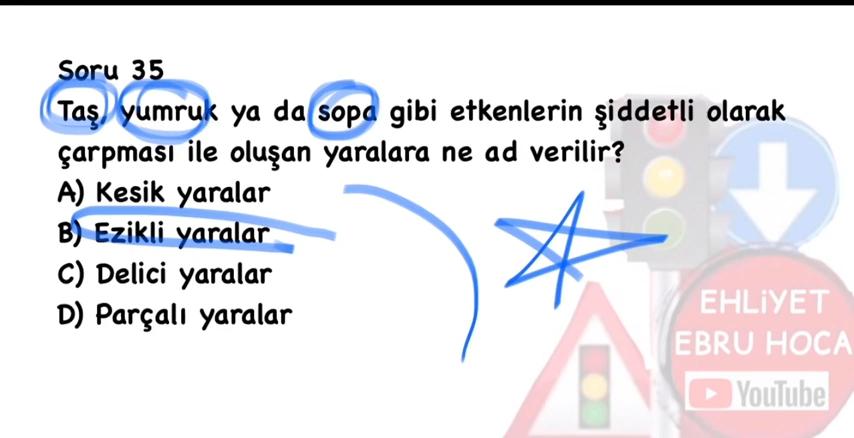 Soru 35
Taş, yumruk ya da sopa gibi etkenlerin şiddetli olarak
çarpması ile oluşan yaralara ne ad verilir?
A) Kesik yaralar
B) Ezikli yaralar
C) Delici yaralar
D) Parçalı yaralar
EHLİYET
EBRU HOCA
YouTube